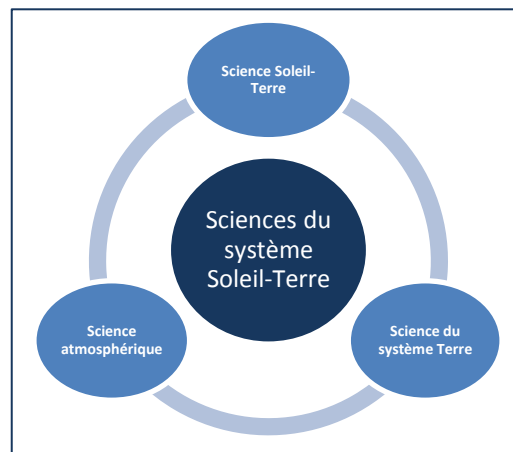 Science Soleil-
Terre
Sciences du
système
Soleil-Terre
Science
atmosphérique
Science du
système Terre